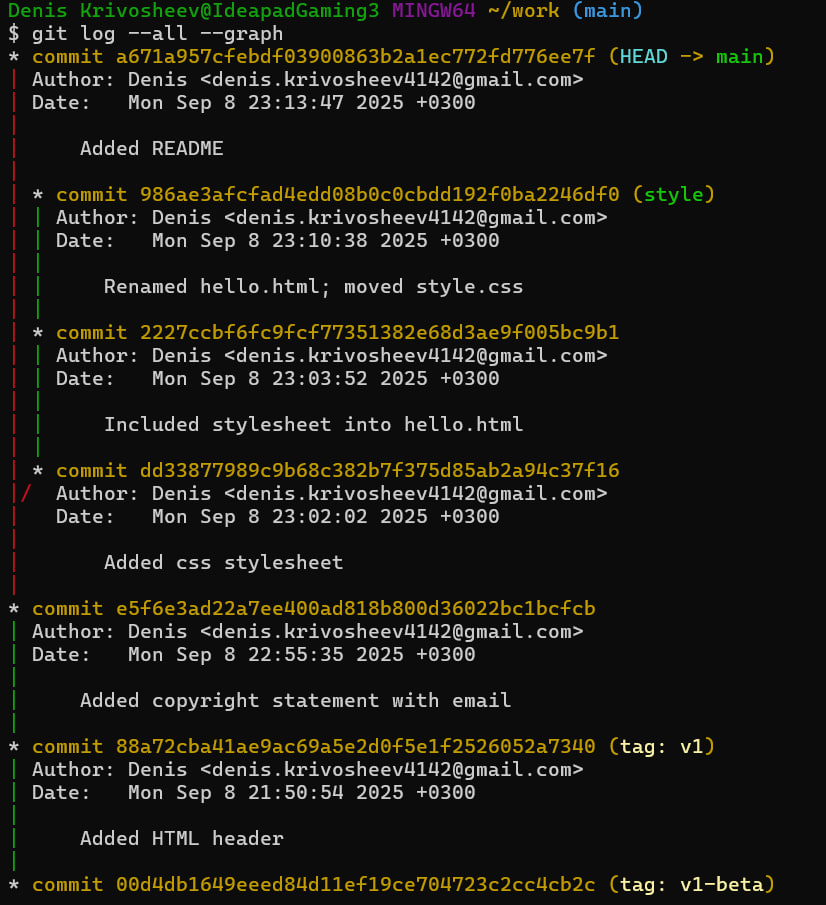 Denis Krivosheev@IdeapadGaming3 MINGW64 ~/work (main)
$ git log --all --graph
* commit a671a957cfebdf03900863b2a1ec772fd776ee7f (HEAD -> main)
| Author: Denis <denis.krivosheev4142@gmail.com>
| Date:   Mon Sep 8 23:13:47 2025 +0300
|
|     Added README
|
| * commit 986ae3afcfad4edd08b0c0cbdd192f0ba2246df0 (style)
| | Author: Denis <denis.krivosheev4142@gmail.com>
| | Date:   Mon Sep 8 23:10:38 2025 +0300
| |
| |     Renamed hello.html; moved style.css
| |
| * commit 2227ccbf6fc9fcf77351382e68d3ae9f005bc9b1
| | Author: Denis <denis.krivosheev4142@gmail.com>
| | Date:   Mon Sep 8 23:03:52 2025 +0300
| |
| |     Included stylesheet into hello.html
| |
| * commit dd33877989c9b68c382b7f375d85ab2a94c37f16
|/  Author: Denis <denis.krivosheev4142@gmail.com>
|   Date:   Mon Sep 8 23:02:02 2025 +0300
|
|       Added css stylesheet
|
* commit e5f6e3ad22a7ee400ad818b800d36022bc1bcfcb
| Author: Denis <denis.krivosheev4142@gmail.com>
| Date:   Mon Sep 8 22:55:35 2025 +0300
|
|     Added copyright statement with email
|
* commit 88a72cba41ae9ac69a5e2d0f5e1f2526052a7340 (tag: v1)
| Author: Denis <denis.krivosheev4142@gmail.com>
| Date:   Mon Sep 8 21:50:54 2025 +0300
|
|     Added HTML header
|
* commit 00d4db1649eeed84d11ef19ce704723c2cc4cb2c (tag: v1-beta)